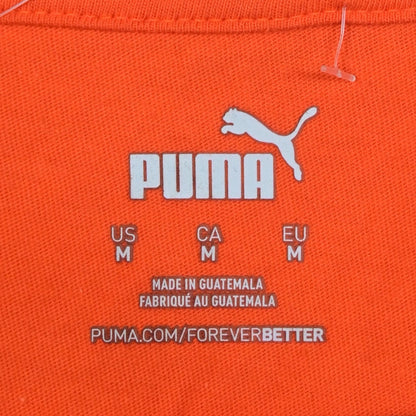 PUMA
US CA EU
M M M
MADE IN GUATEMALA
FABRIQUÉ AU GUATEMALA
PUMA.COM/FOREVERBETTER